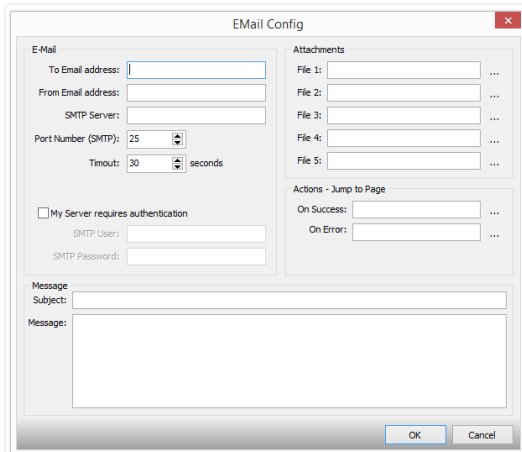 EMail Config
E-Mail
To Email address:
From Email address:
SMTP Server:
Port Number (SMTP): 25
Timout: 30 seconds
My Server requires authentication
SMTP User:
SMTP Password:
Attachments
File 1: ...
File 2: ...
File 3: ...
File 4: ...
File 5: ...
Actions - Jump to Page
On Success: ...
On Error: ...
Message
Subject:
Message:
OK Cancel